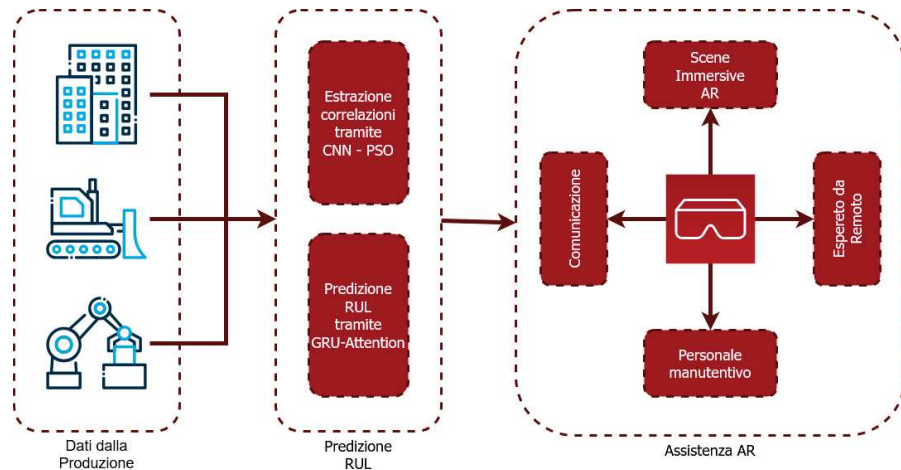 Estrazione
correlazioni
tramite
CNN - PSO
Predizione
RUL
tramite
GRU-Attention
Scene
Immersive
AR
Comunicazione
Espereto da
Remoto
Personale
manutentivo
Dati dalla
Produzione
Predizione
RUL
Assistenza AR